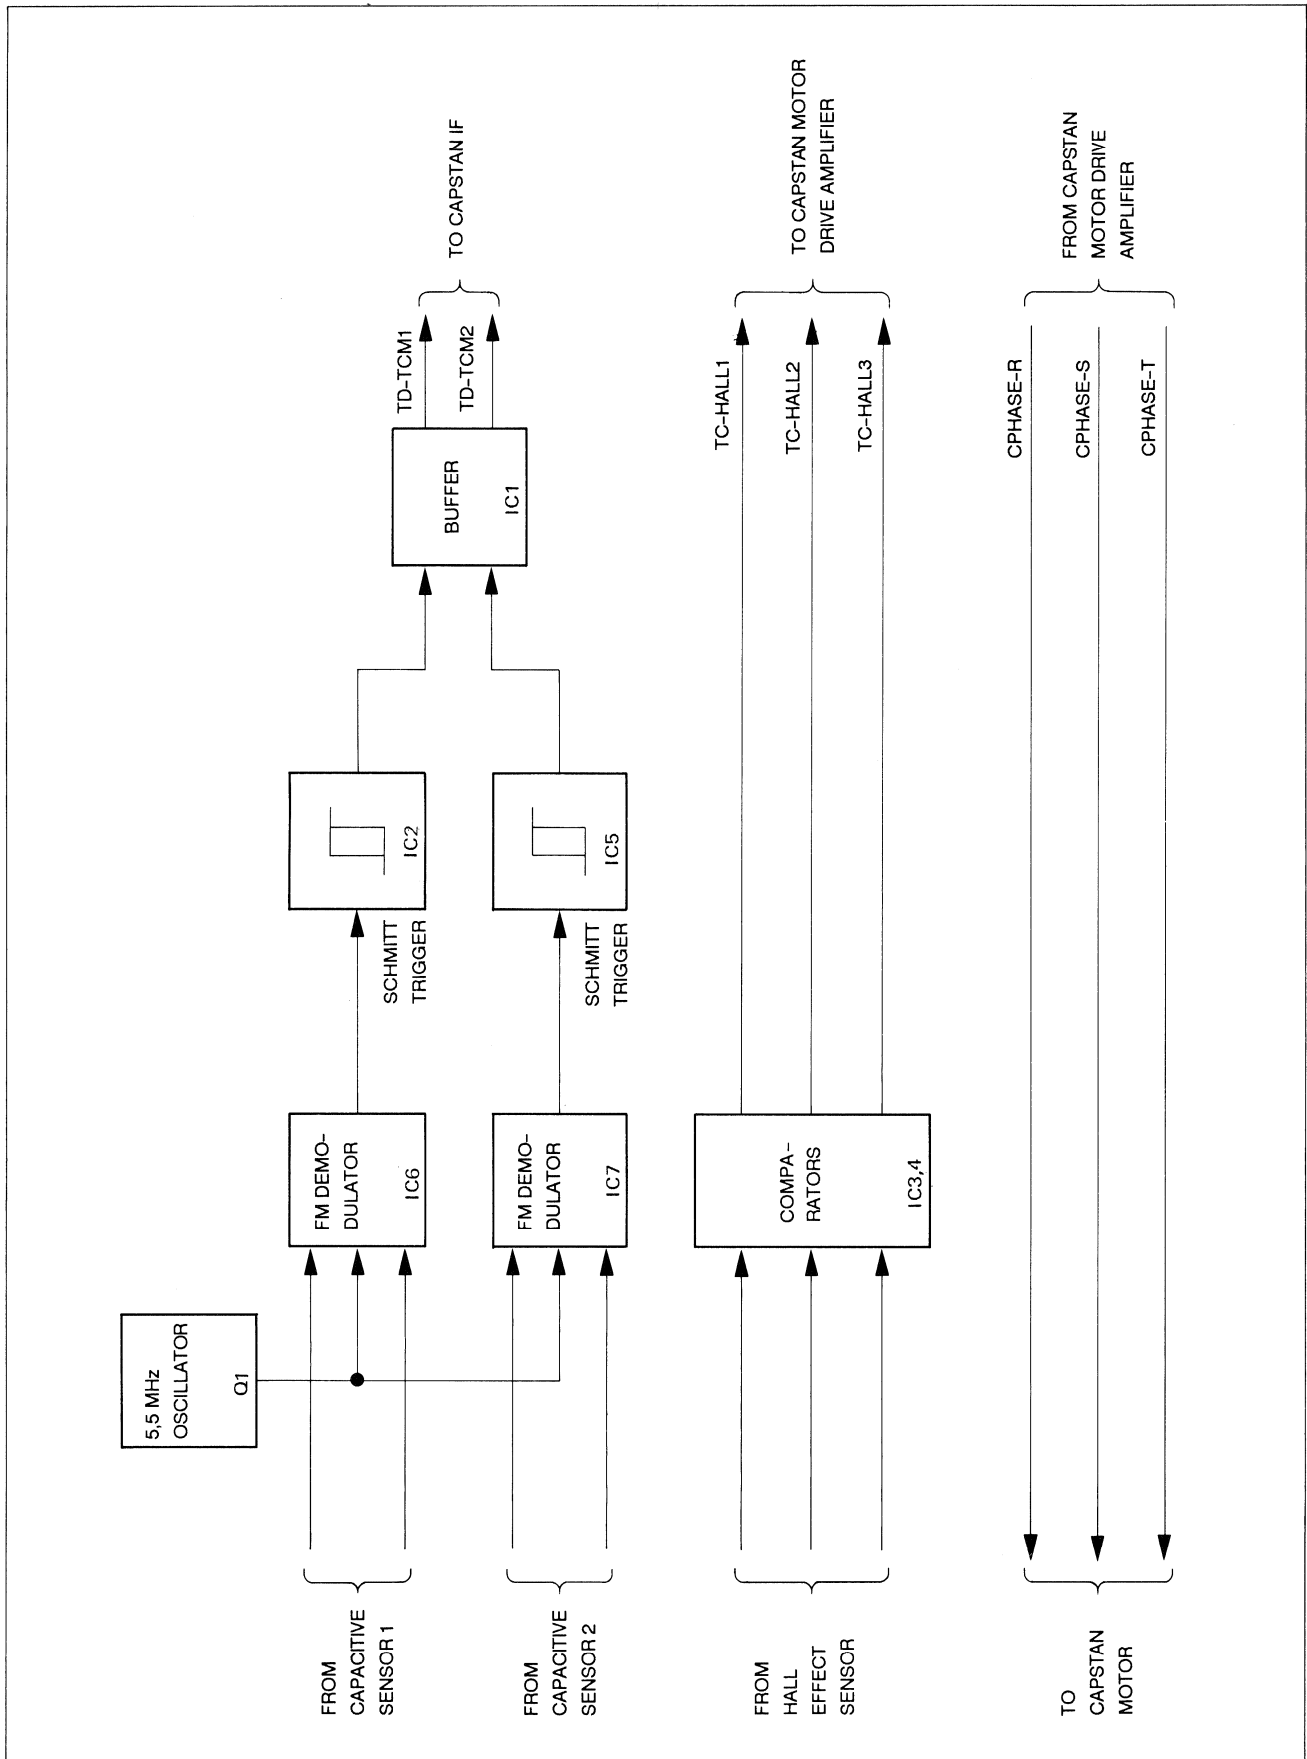 5,5 MHz
OSCILLATOR
Q1
FROM
CAPACITIVE
SENSOR 1
FM DEMO-
DULATOR
IC6
SCHMITT
TRIGGER
IC2
FROM
CAPACITIVE
SENSOR 2
FM DEMO-
DULATOR
IC7
SCHMITT
TRIGGER
IC5
BUFFER
IC1
TD-TCM1
TD-TCM2
TO CAPSTAN IF
FROM
HALL
EFFECT
SENSOR
COMPA-
RATORS
IC3,4
TC-HALL1
TC-HALL2
TC-HALL3
TO CAPSTAN MOTOR
DRIVE AMPLIFIER
TO
CAPSTAN
MOTOR
CPHASE-R
CPHASE-S
CPHASE-T
FROM CAPSTAN
MOTOR DRIVE
AMPLIFIER